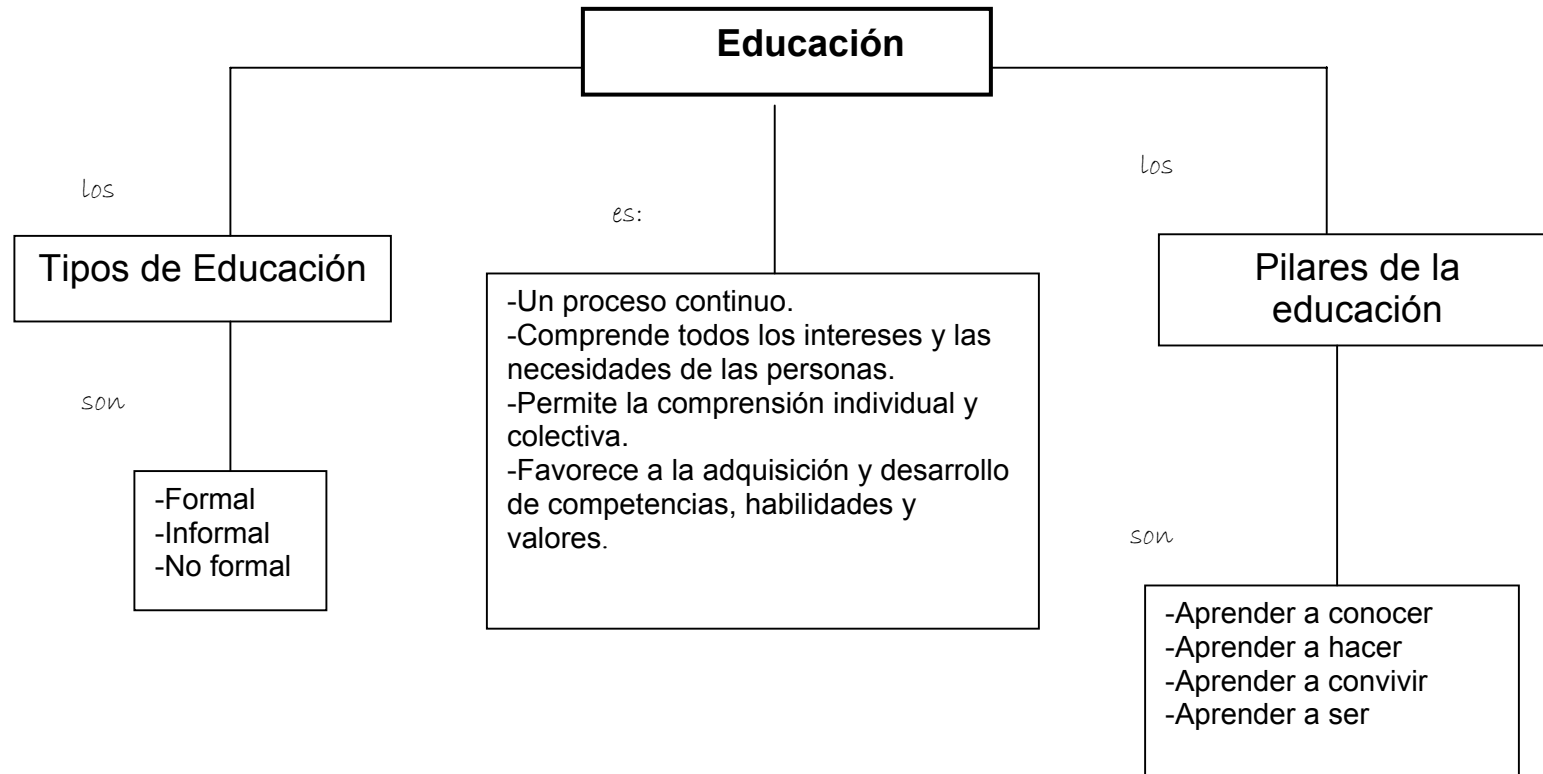 Educación
los
Tipos de Educación
son
-Formal
-Informal
-No formal
es:
-Un proceso continuo.
-Comprende todos los intereses y las
necesidades de las personas.
-Permite la comprensión individual y
colectiva.
-Favorece a la adquisición y desarrollo
de competencias, habilidades y
valores.
los
Pilares de la
educación
son
-Aprender a conocer
-Aprender a hacer
-Aprender a convivir
-Aprender a ser